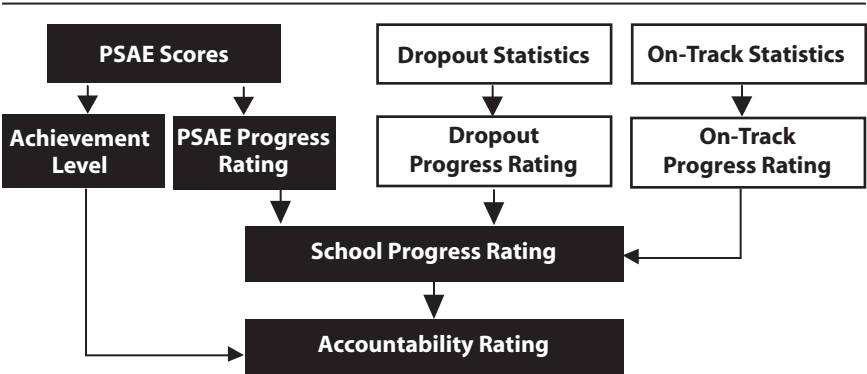 PSAE Scores
Dropout Statistics
On-Track Statistics
Achievement
Level
PSAE Progress
Rating
Dropout
Progress Rating
On-Track
Progress Rating
School Progress Rating
Accountability Rating